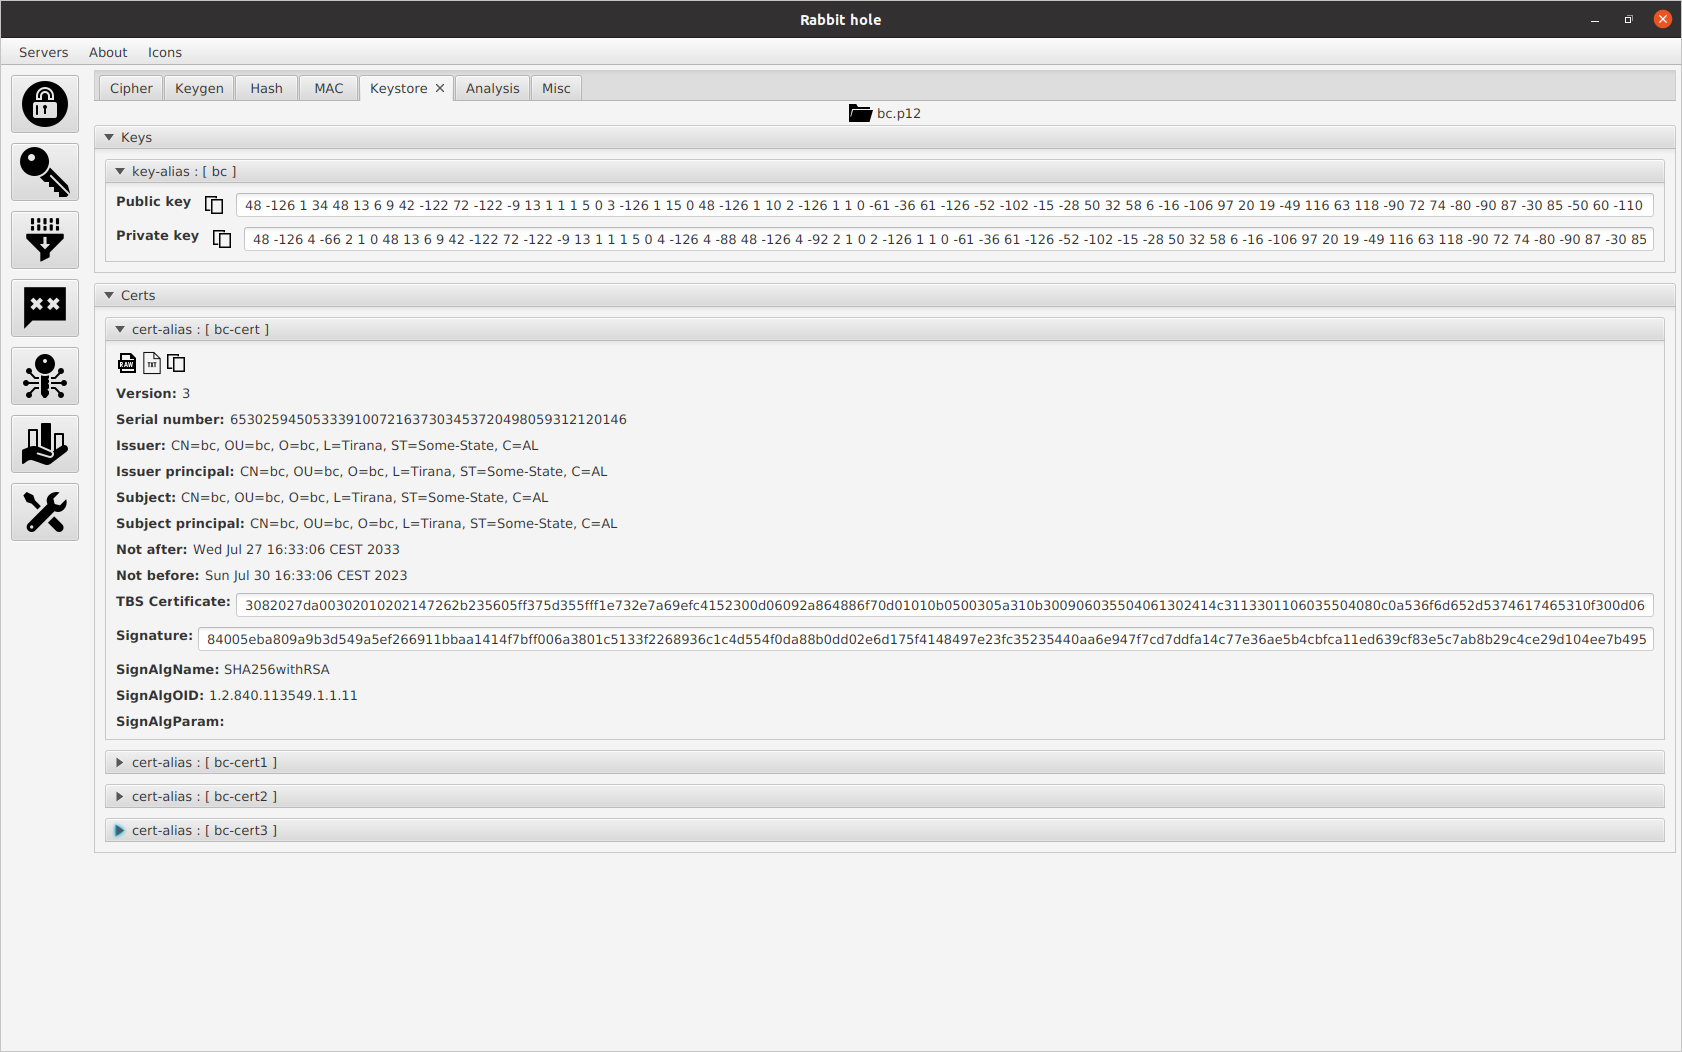 Rabbit hole
Servers About Icons
Cipher Keygen Hash MAC Keystore Analysis Misc
bc.p12
Keys
key-alias : [ bc ]
Public key 48 -126 1 34 48 13 6 9 42 -122 72 -122 -9 13 1 1 1 5 0 3 -126 1 15 0 48 -126 1 10 2 -126 1 1 0 -61 -36 61 -126 -52 -102 -15 -28 50 32 58 6 -16 -106 97 20 19 -49 116 63 118 -90 72 74 -80 -90 87 -30 85 -50 60 -110
Private key 48 -126 4 -66 2 1 0 48 13 6 9 42 -122 72 -122 -9 13 1 1 1 5 0 4 -126 4 -88 48 -126 4 -92 2 1 0 2 -126 1 1 0 -61 -36 61 -126 -52 -102 -15 -28 50 32 58 6 -16 -106 97 20 19 -49 116 63 118 -90 72 74 -80 -90 87 -30 85
Certs
cert-alias : [ bc-cert ]
RAW TXT
Version: 3
Serial number: 653025945053339100721637303453720498059312120146
Issuer: CN=bc, OU=bc, O=bc, L=Tirana, ST=Some-State, C=AL
Issuer principal: CN=bc, OU=bc, O=bc, L=Tirana, ST=Some-State, C=AL
Subject: CN=bc, OU=bc, O=bc, L=Tirana, ST=Some-State, C=AL
Subject principal: CN=bc, OU=bc, O=bc, L=Tirana, ST=Some-State, C=AL
Not after: Wed Jul 27 16:33:06 CEST 2033
Not before: Sun Jul 30 16:33:06 CEST 2023
TBS Certificate: 3082027da00302010202147262b235605ff375d355fff1e732e7a69efc4152300d06092a864886f70d01010b0500305a310b300906035504061302414c3113301106035504080c0a536f6d652d5374617465310f300d06
Signature: 84005eba809a9b3d549a5ef266911bbaa1414f7bff006a3801c5133f2268936c1c4d554f0da88b0dd02e6d175f4148497e23fc35235440aa6e947f7cd7ddfa14c77e36ae5b4cbfca11ed639cf83e5c7ab8b29c4ce29d104ee7b495
SignAlgName: SHA256withRSA
SignAlgOID: 1.2.840.113549.1.1.11
SignAlgParam:
cert-alias : [ bc-cert1 ]
cert-alias : [ bc-cert2 ]
cert-alias : [ bc-cert3 ]